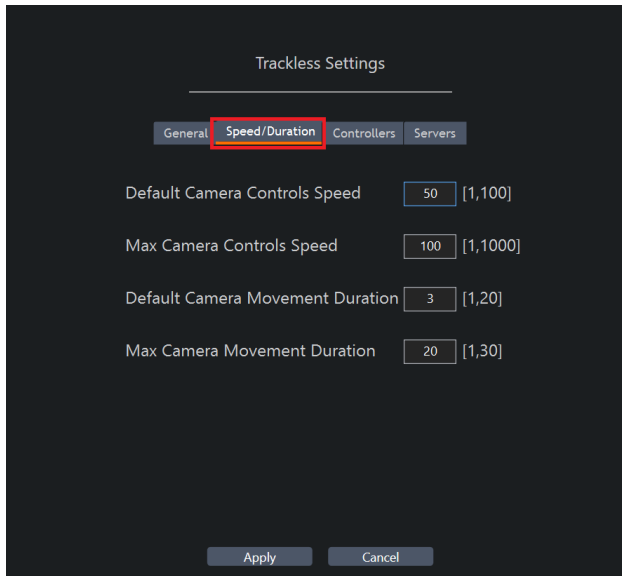 Trackless Settings
General Speed/Duration Controllers Servers
Default Camera Controls Speed 50 [1,100]
Max Camera Controls Speed 100 [1,1000]
Default Camera Movement Duration 3 [1,20]
Max Camera Movement Duration 20 [1,30]
Apply Cancel